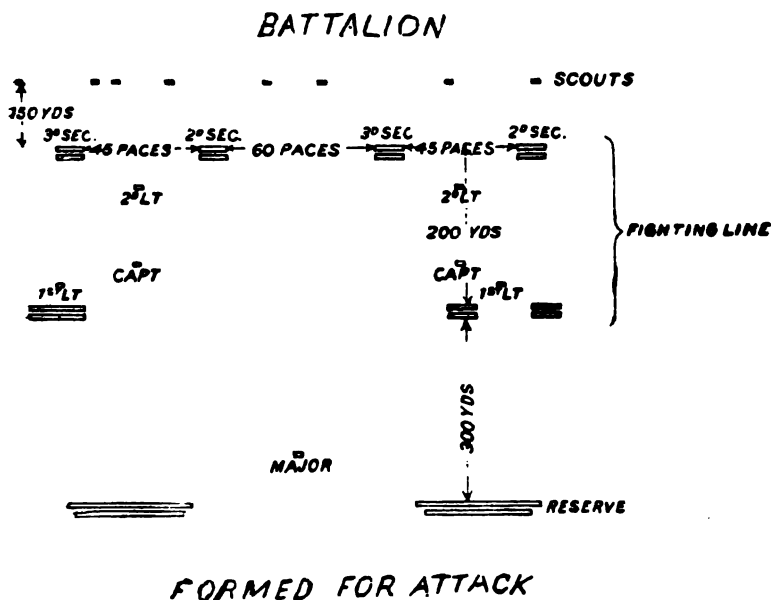 BATTALION
SCOUTS
350 YDS
3D SEC. 45 PACES 2D SEC. 60 PACES 3D SEC 45 PACES 2D SEC.
2D LT 2D LT
200 YDS
FIGHTING LINE
CAPT CAPT
1ST LT 1ST LT
300 YDS
MAJOR
RESERVE
FORMED FOR ATTACK